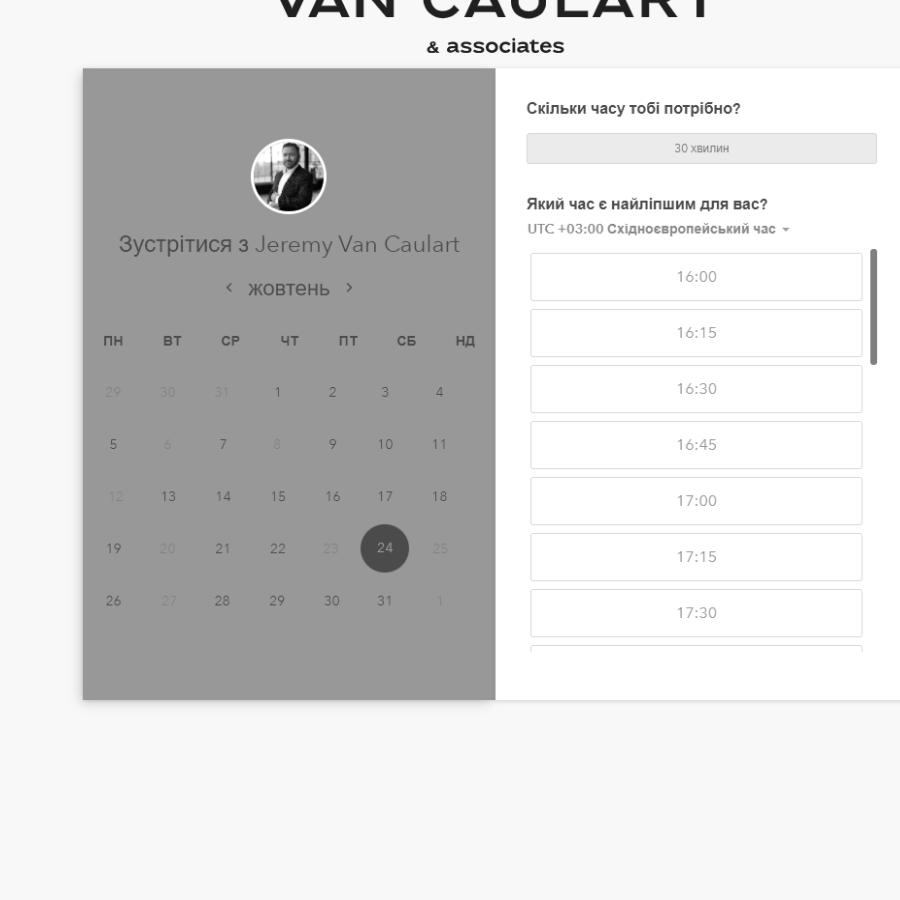 VAN CAULART
& associates
Зустрітися з Jeremy Van Caulart
жовтень
ПН ВТ СР ЧТ ПТ СБ НД
29 30 31 1 2 3 4
5 6 7 8 9 10 11
12 13 14 15 16 17 18
19 20 21 22 23 24 25
26 27 28 29 30 31 1
Скільки часу тобі потрібно?
30 хвилин
Який час є найліпшим для вас?
UTC +03:00 Східноєвропейський час
16:00
16:15
16:30
16:45
17:00
17:15
17:30